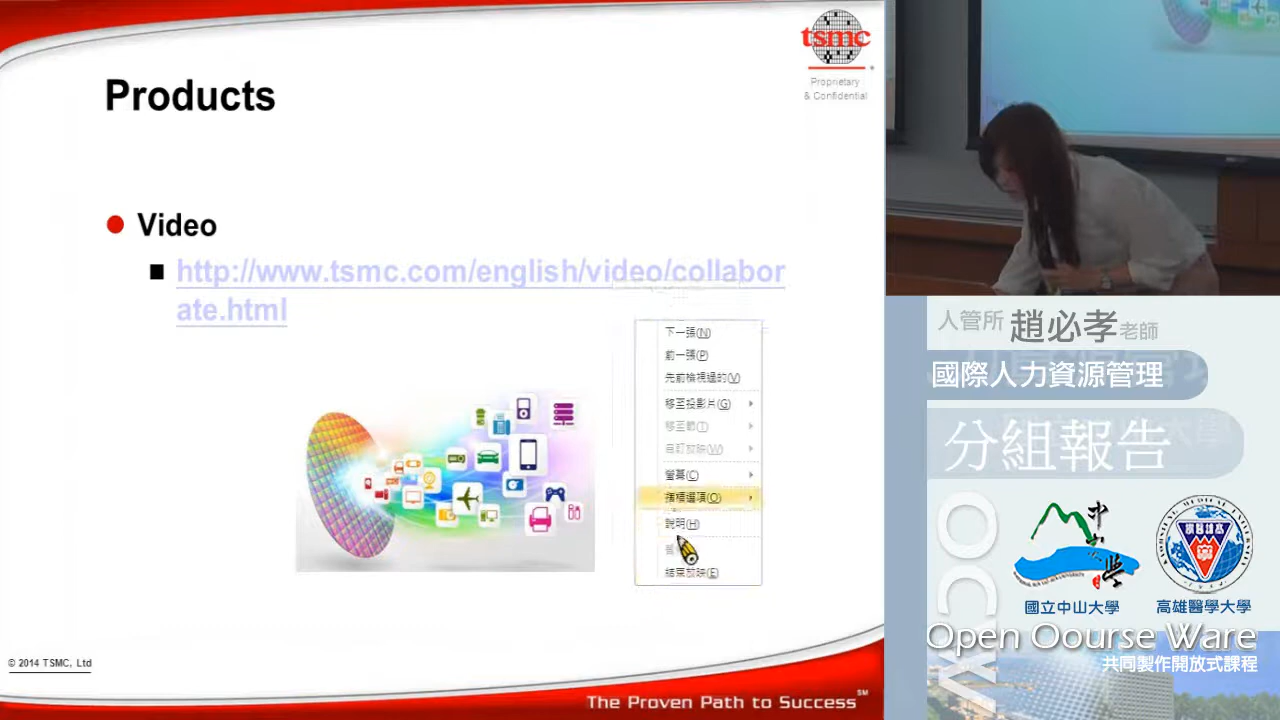 tsmc
Proprietary
& Confidential
Products
Video
http://www.tsmc.com/english/video/collabor
ate.html
下一張(N)
前一張(P)
先前檢視過的(V)
移至投影片(G)
移至節(T)
自訂放映(W)
螢幕(C)
指標選項(O)
說明(H)
結束放映(E)
© 2014 TSMC, Ltd
The Proven Path to Success℠
人管所 趙必孝老師
國際人力資源管理
分組報告
OCW
國立中山大學
高雄醫學大學
Open Oourse Ware
共同製作開放式課程